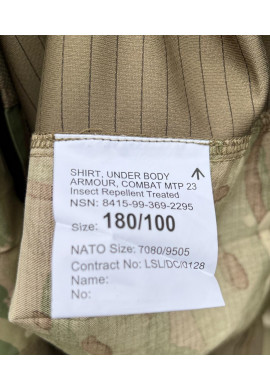 SHIRT, UNDER BODY
ARMOUR, COMBAT MTP 23
Insect Repellent Treated
NSN: 8415-99-369-2295
Size: 180/100
NATO Size: 7080/9505
Contract No: LSL/DC/0128
Name:
No: